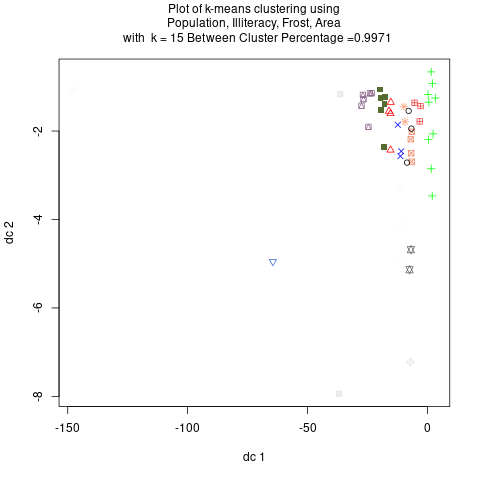 Plot of k-means clustering using
Population, Illiteracy, Frost, Area
with k = 15 Between Cluster Percentage =0.9971
-2
-4
-6
-8
dc 2
-150
-100
-50
0
dc 1